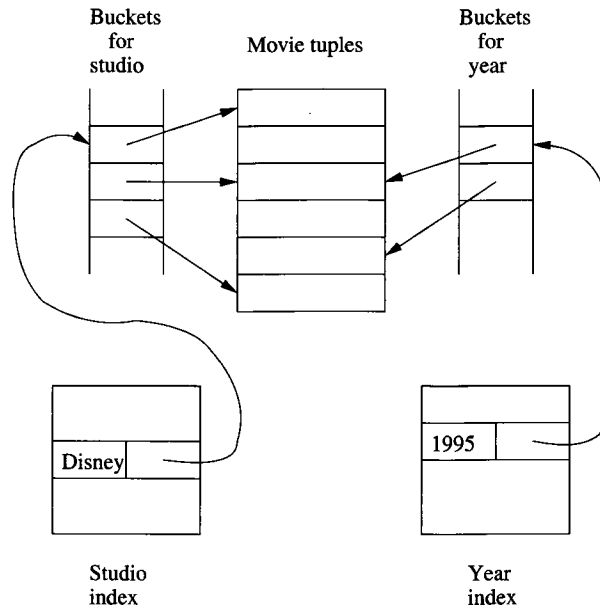 Buckets
for
studio
Movie tuples
Buckets
for
year
Disney
1995
Studio
index
Year
index